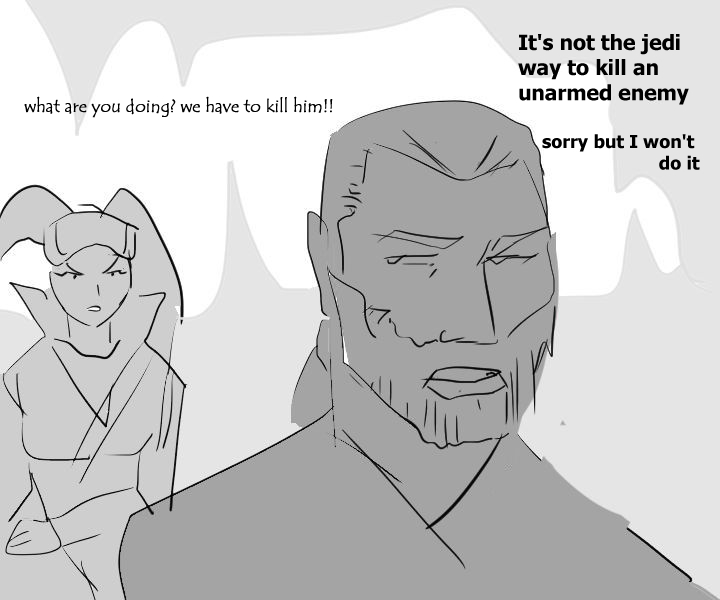 what are you doing? we have to kill him!!
It's not the jedi
way to kill an
unarmed enemy
sorry but I won't
do it